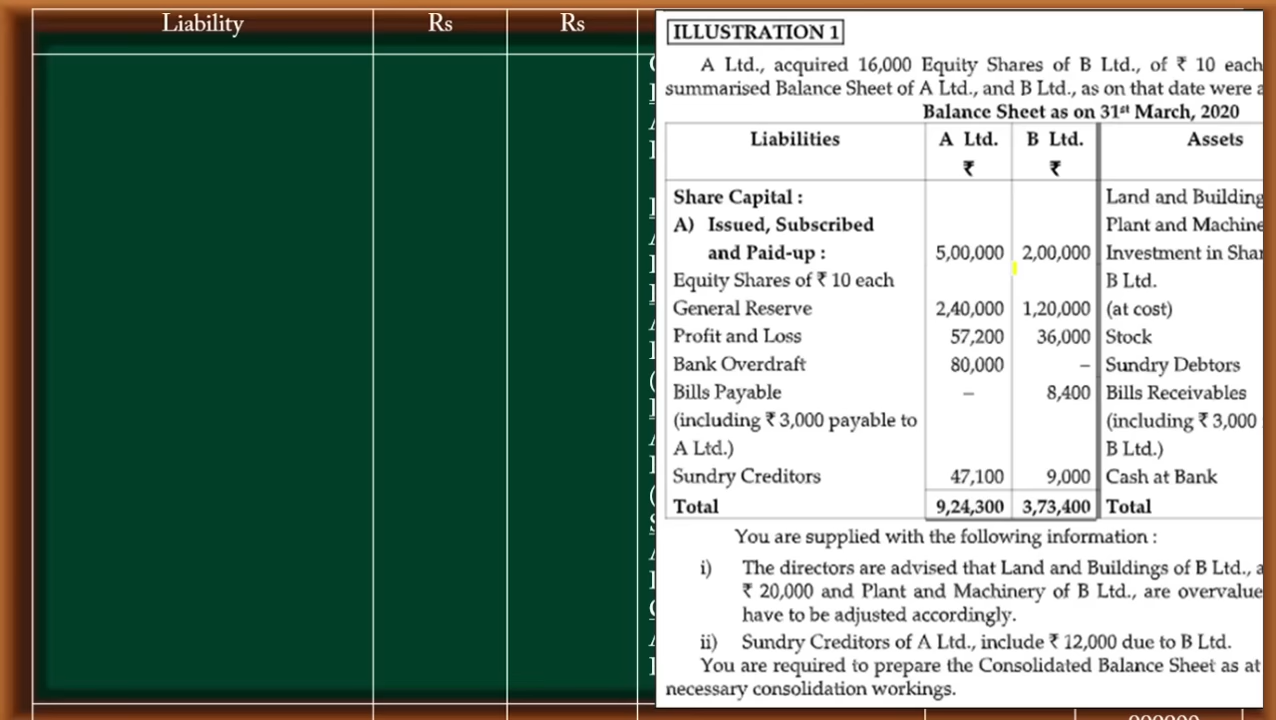 Liability Rs Rs
ILLUSTRATION 1
A Ltd., acquired 16,000 Equity Shares of B Ltd., of ₹ 10 each
summarised Balance Sheet of A Ltd., and B Ltd., as on that date were
Balance Sheet as on 31st March, 2020
Liabilities A Ltd. B Ltd. Assets
₹ ₹
Share Capital : Land and Building
A) Issued, Subscribed Plant and Machine
and Paid-up : 5,00,000 2,00,000 Investment in Shar
Equity Shares of ₹ 10 each B Ltd.
General Reserve 2,40,000 1,20,000 (at cost)
Profit and Loss 57,200 36,000 Stock
Bank Overdraft 80,000 – Sundry Debtors
Bills Payable – 8,400 Bills Receivables
(including ₹ 3,000 payable to (including ₹ 3,000
A Ltd.) B Ltd.)
Sundry Creditors 47,100 9,000 Cash at Bank
Total 9,24,300 3,73,400 Total
You are supplied with the following information :
i) The directors are advised that Land and Buildings of B Ltd.,
₹ 20,000 and Plant and Machinery of B Ltd., are overvalue
have to be adjusted accordingly.
ii) Sundry Creditors of A Ltd., include ₹ 12,000 due to B Ltd.
You are required to prepare the Consolidated Balance Sheet as at
necessary consolidation workings.